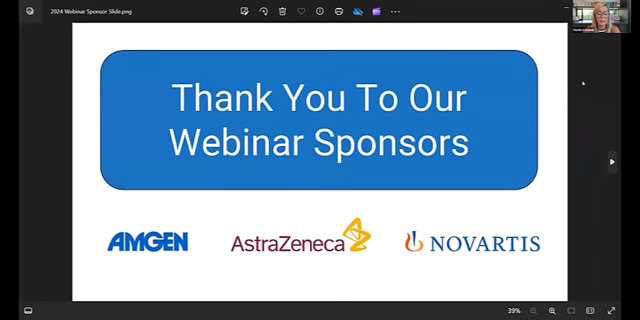 2024 Webinar Sponsor Slide.png
Thank You To Our
Webinar Sponsors
AMGEN
AstraZeneca
NOVARTIS
39%